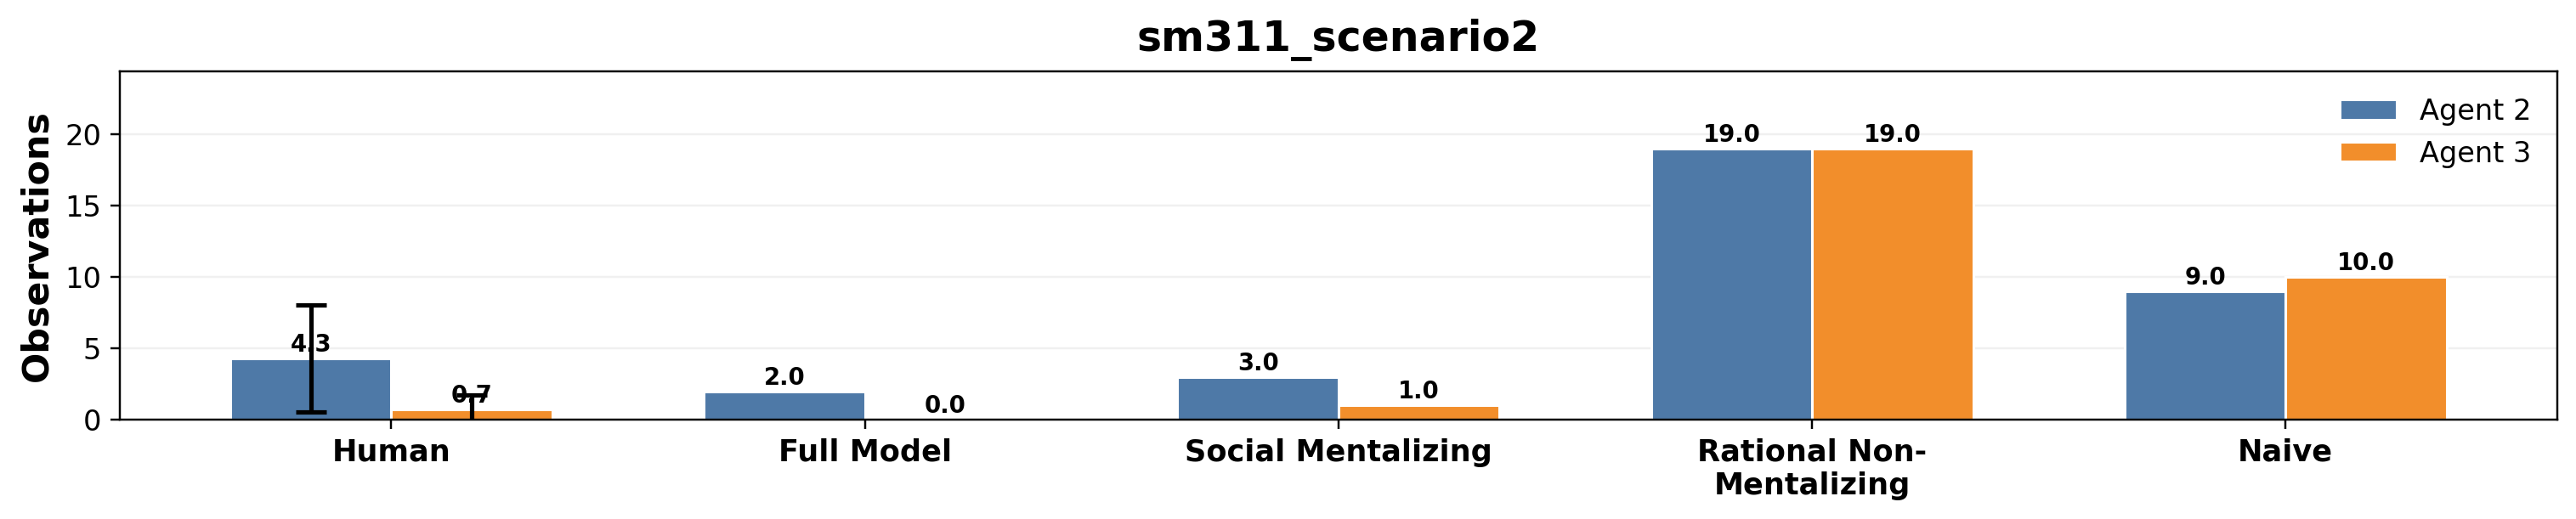 sm311_scenario2
Observations
20
15
10
5
0
4.3
0.7
2.0
0.0
3.0
1.0
19.0
19.0
9.0
10.0
Agent 2
Agent 3
Human
Full Model
Social Mentalizing
Rational Non-
Mentalizing
Naive